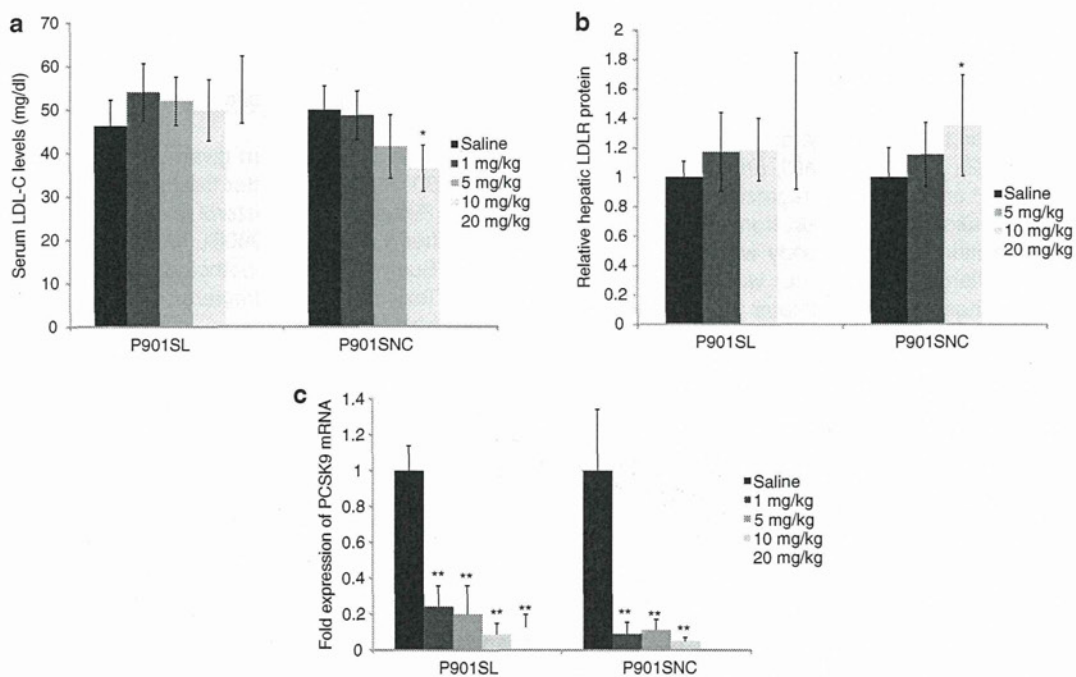 a
Serum LDL-C levels (mg/dl)
70
60
50
40
30
20
10
0
*
P901SL
P901SNC
Saline
1 mg/kg
5 mg/kg
10 mg/kg
20 mg/kg
b
Relative hepatic LDLR protein
2
1.8
1.6
1.4
1.2
1
0.8
0.6
0.4
0.2
0
*
P901SL
P901SNC
Saline
5 mg/kg
10 mg/kg
20 mg/kg
c
Fold expression of PCSK9 mRNA
1.4
1.2
1
0.8
0.6
0.4
0.2
0
**
**
**
**
**
**
**
P901SL
P901SNC
Saline
1 mg/kg
5 mg/kg
10 mg/kg
20 mg/kg